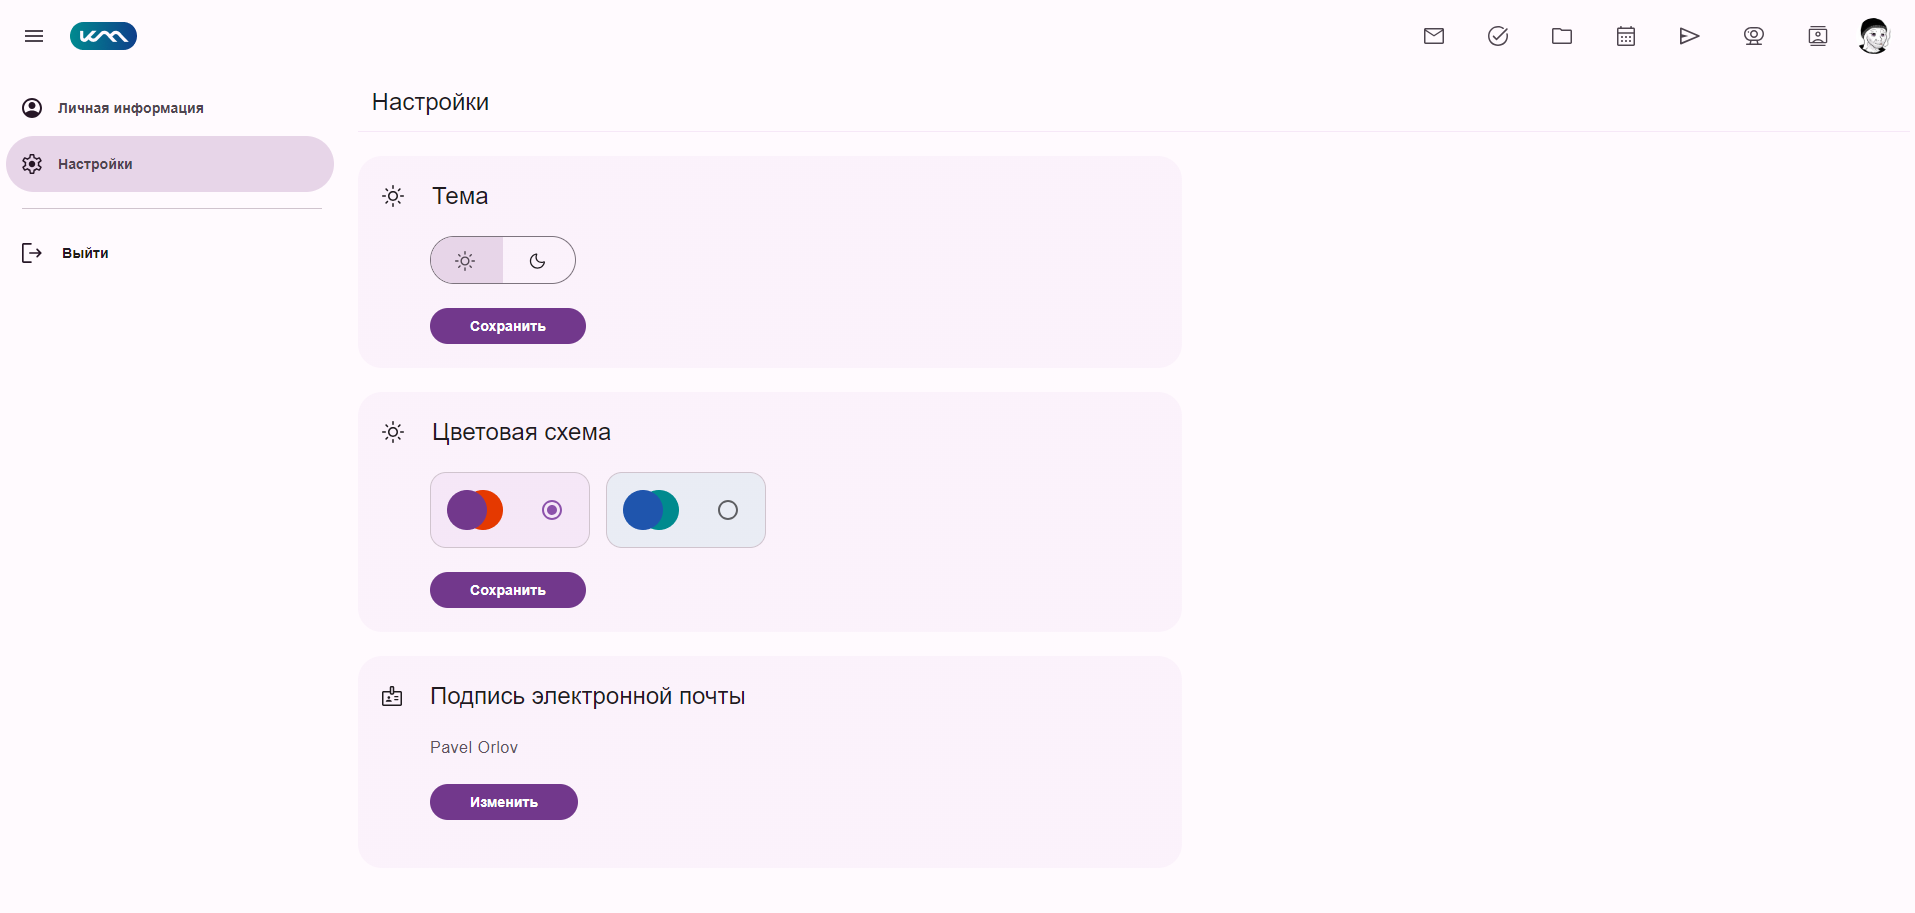 Личная информация
Настройки
Выйти
Настройки
Тема
Сохранить
Цветовая схема
Сохранить
Подпись электронной почты
Pavel Orlov
Изменить